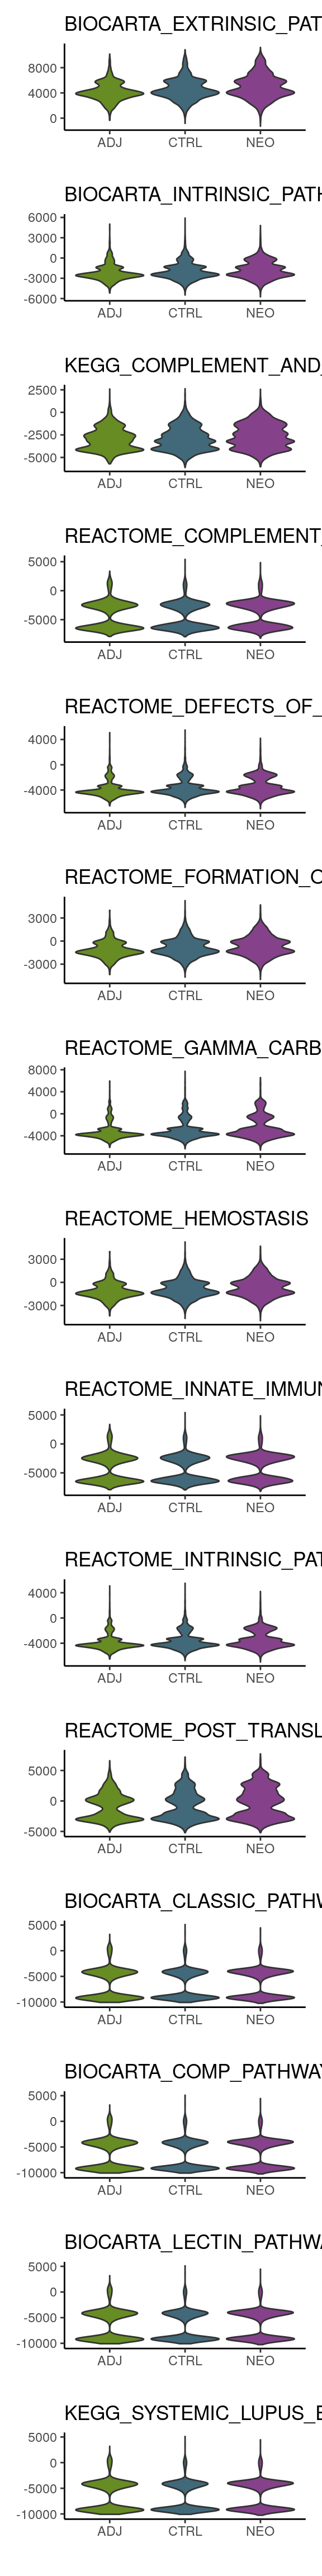 BIOCARTA_EXTRINSIC_PAT
8000
4000
0
ADJ CTRL NEO
BIOCARTA_INTRINSIC_PATH
6000
3000
0
-3000
-6000
ADJ CTRL NEO
KEGG_COMPLEMENT_AND_
2500
0
-2500
-5000
ADJ CTRL NEO
REACTOME_COMPLEMENT_
5000
0
-5000
ADJ CTRL NEO
REACTOME_DEFECTS_OF_
4000
0
-4000
ADJ CTRL NEO
REACTOME_FORMATION_O
3000
0
-3000
ADJ CTRL NEO
REACTOME_GAMMA_CARB
8000
4000
0
-4000
ADJ CTRL NEO
REACTOME_HEMOSTASIS
3000
0
-3000
ADJ CTRL NEO
REACTOME_INNATE_IMMUN
5000
0
-5000
ADJ CTRL NEO
REACTOME_INTRINSIC_PAT
4000
0
-4000
ADJ CTRL NEO
REACTOME_POST_TRANSL
5000
0
-5000
ADJ CTRL NEO
BIOCARTA_CLASSIC_PATHW
5000
0
-5000
-10000
ADJ CTRL NEO
BIOCARTA_COMP_PATHWAY
5000
0
-5000
-10000
ADJ CTRL NEO
BIOCARTA_LECTIN_PATHWA
5000
0
-5000
-10000
ADJ CTRL NEO
KEGG_SYSTEMIC_LUPUS_E
5000
0
-5000
-10000
ADJ CTRL NEO